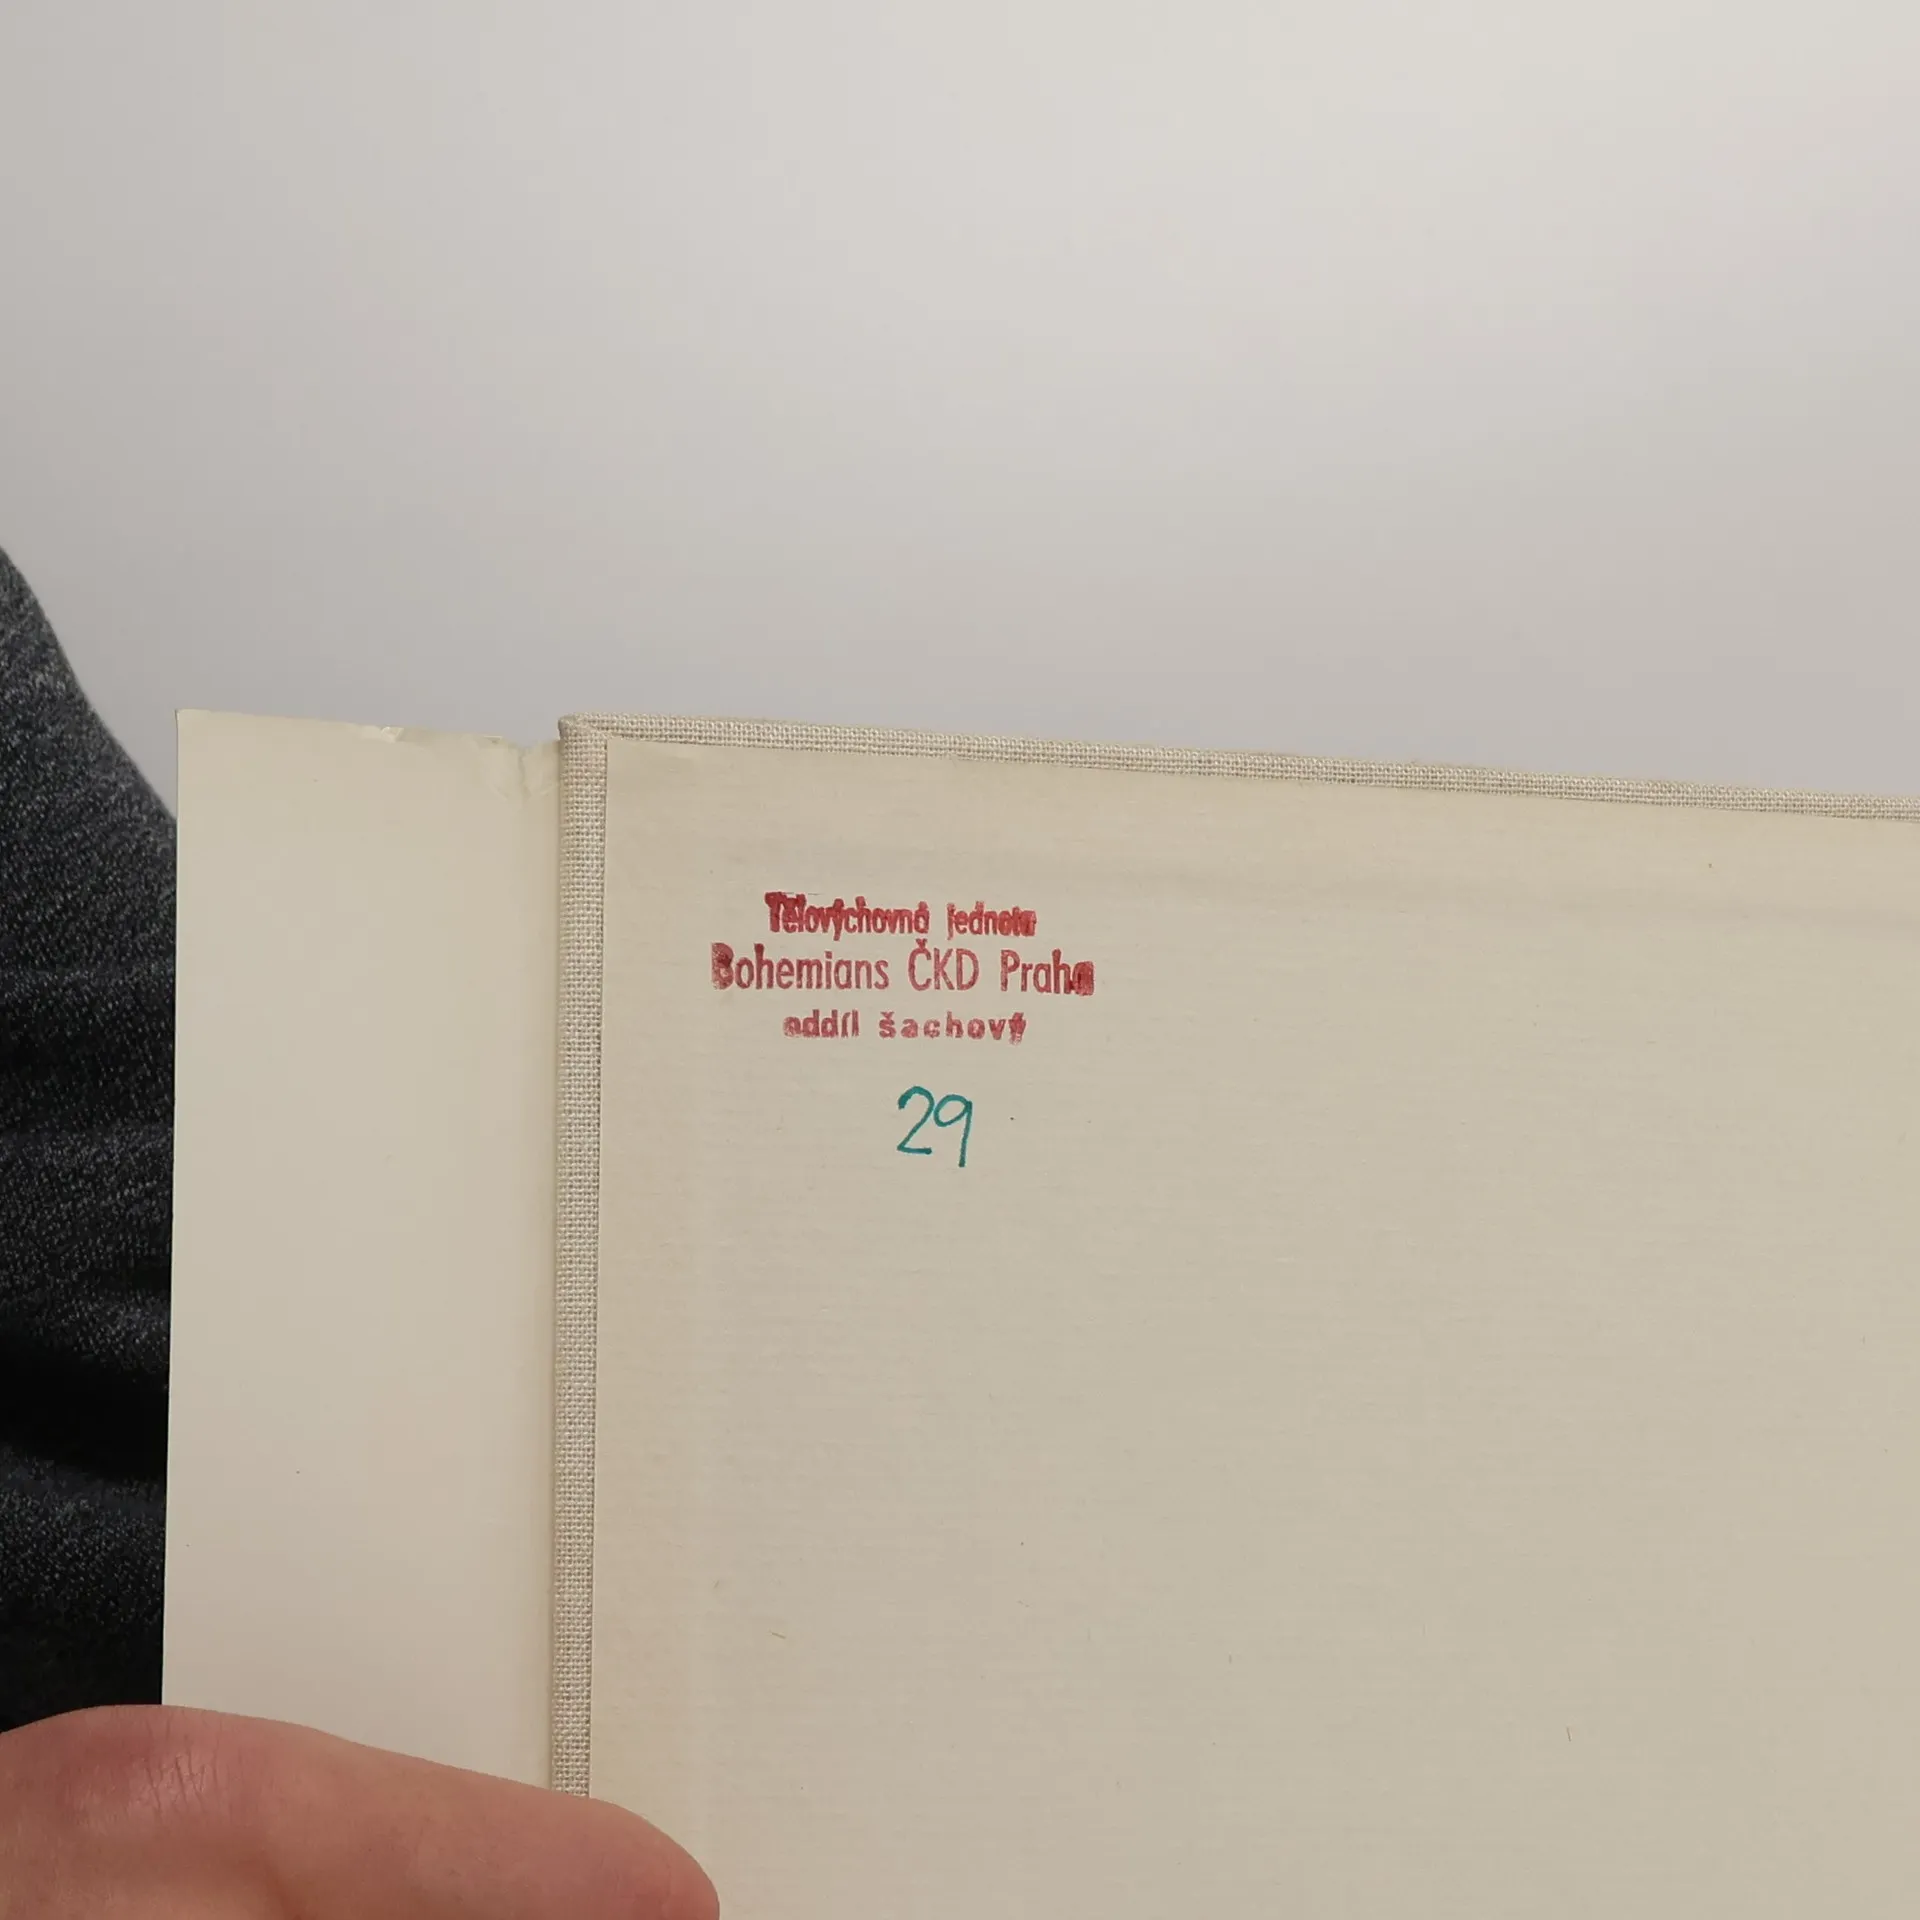 Tělovýchovná jednota
Bohemians ČKD Praha
oddíl šachový
29